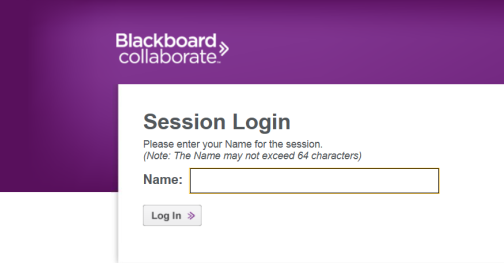 Blackboard
collaborate™
Session Login
Please enter your Name for the session.
(Note: The Name may not exceed 64 characters)
Name:
Log In